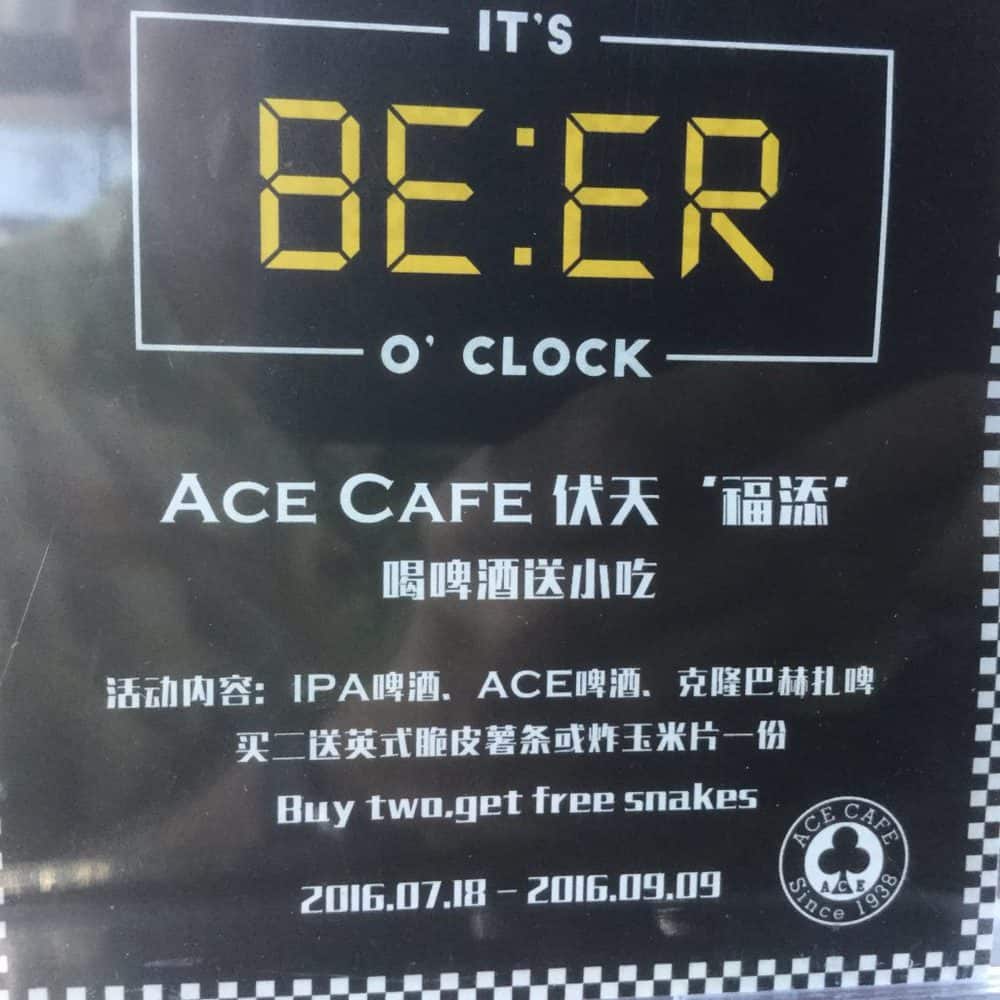 IT'S
BE:ER
O' CLOCK
ACE CAFE 伏天 "福添"
喝啤酒送小吃
活动内容: IPA啤酒、ACE啤酒、克隆巴赫扎啤
买二送英式脆皮薯条或炸玉米片一份
Buy two,get free snakes
2016.07.18 - 2016.09.09
ACE CAFE
ACE
Since 1938